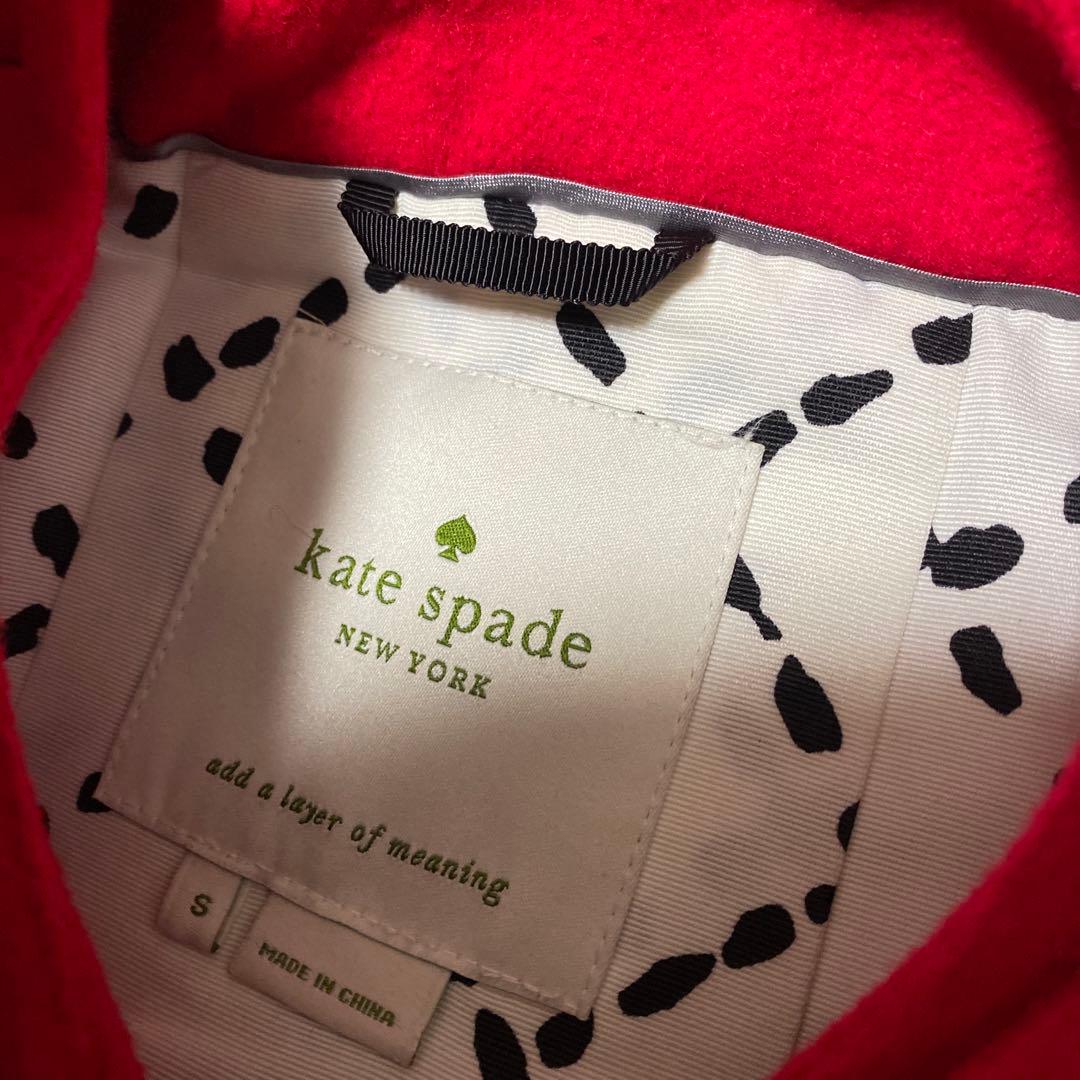 kate spade
NEW YORK
add a layer of meaning
S
MADE IN CHINA